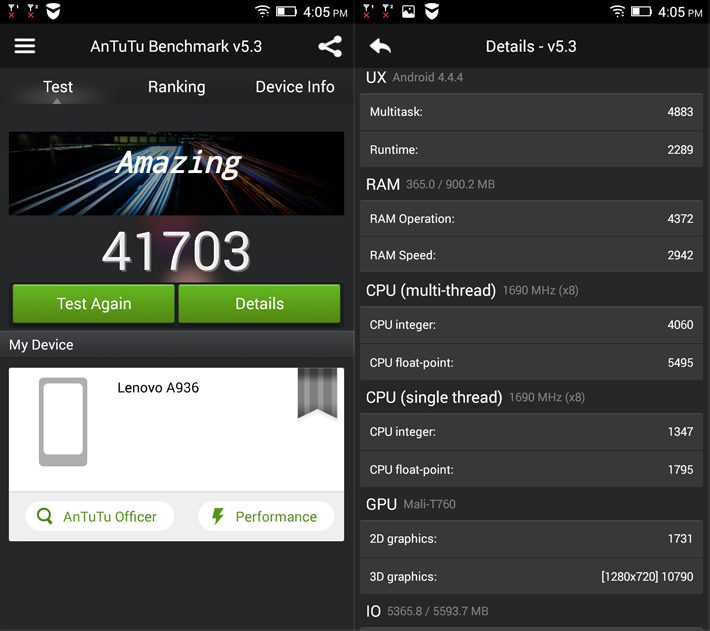 1 2 4:05 PM
AnTuTu Benchmark v5.3
Test Ranking Device Info
Amazing
41703
Test Again Details
My Device
Lenovo A936
AnTuTu Officer Performance
1 2 4:05 PM
Details - v5.3
UX Android 4.4.4
Multitask: 4883
Runtime: 2289
RAM 365.0 / 900.2 MB
RAM Operation: 4372
RAM Speed: 2942
CPU (multi-thread) 1690 MHz (x8)
CPU integer: 4060
CPU float-point: 5495
CPU (single thread) 1690 MHz (x8)
CPU integer: 1347
CPU float-point: 1795
GPU Mali-T760
2D graphics: 1731
3D graphics: [1280x720] 10790
IO 5365.8 / 5593.7 MB